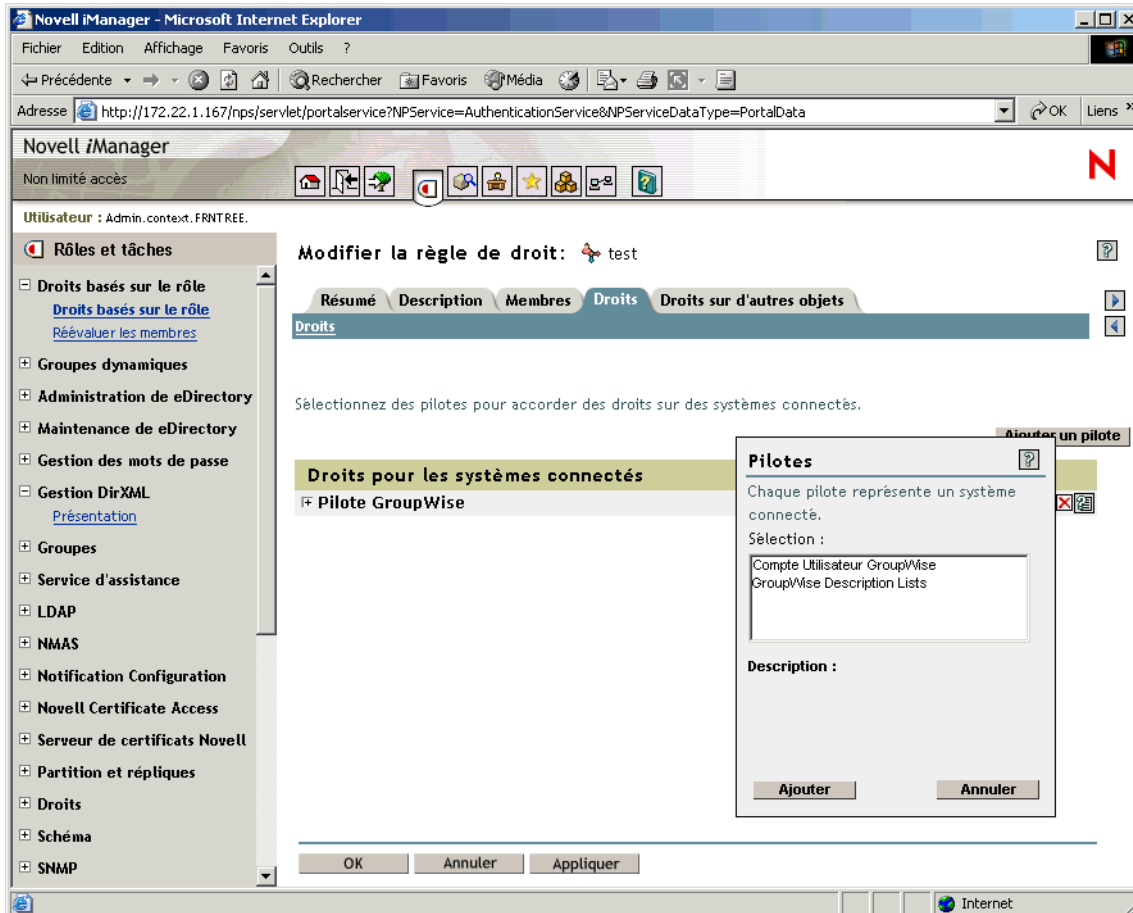 Novell iManager - Microsoft Internet Explorer
Fichier Edition Affichage Favoris Outils ?
Précédente Rechercher Favoris Média
Adresse http://172.22.1.167/nps/servlet/portalservice?NPService=AuthenticationService&NPServiceDataType=PortalData OK Liens »
Novell iManager
Non limité accès
N
Utilisateur : Admin.context.FRNTREE.
Rôles et tâches
Droits basés sur le rôle
Droits basés sur le rôle
Réévaluer les membres
Groupes dynamiques
Administration de eDirectory
Maintenance de eDirectory
Gestion des mots de passe
Gestion DirXML
Présentation
Groupes
Service d'assistance
LDAP
NMAS
Notification Configuration
Novell Certificate Access
Serveur de certificats Novell
Partition et répliques
Droits
Schéma
SNMP
Modifier la règle de droit: test ?
Résumé Description Membres Droits Droits sur d'autres objets
Droits
Sélectionnez des pilotes pour accorder des droits sur des systèmes connectés.
Ajouter un pilote
Droits pour les systèmes connectés
Pilote GroupWise
Pilotes ?
Chaque pilote représente un système
connecté.
Sélection :
Compte Utilisateur GroupWise
GroupWise Description Lists
Description :
Ajouter Annuler
OK Annuler Appliquer
Internet